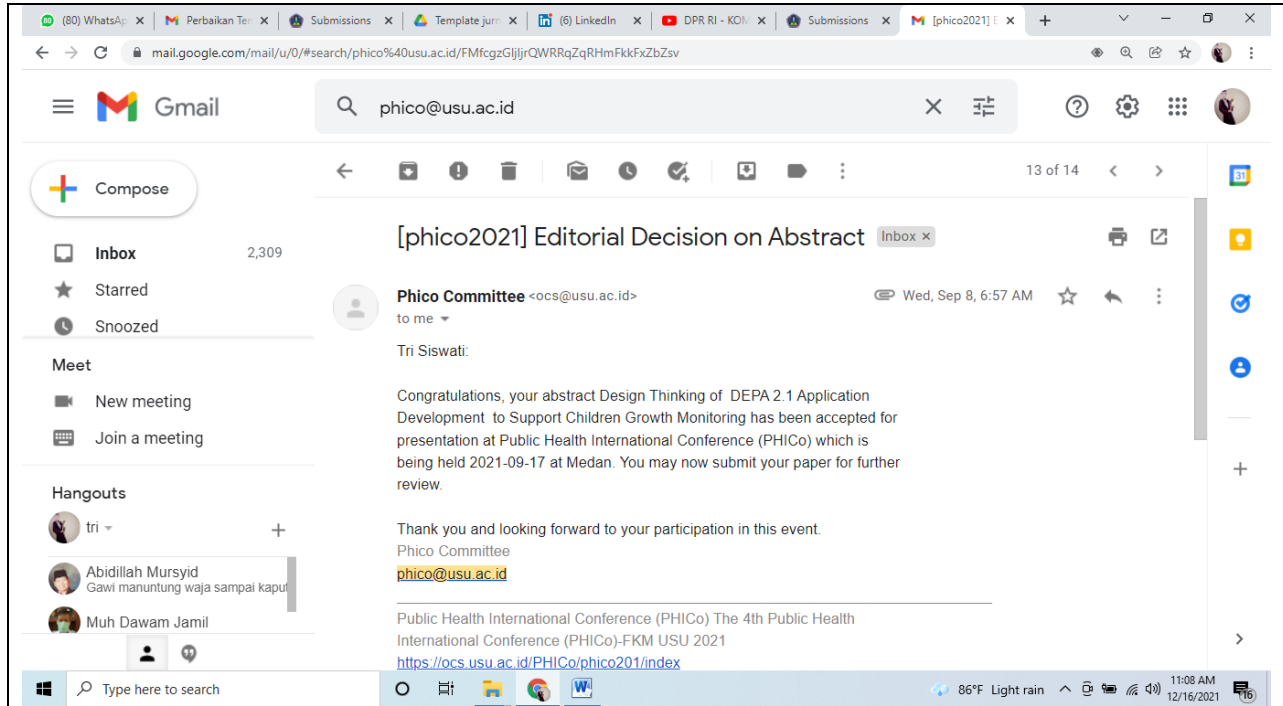 (80) WhatsAp
Perbaikan Ten
Submissions
Template jurn
(6) LinkedIn
DPR RI - KOM
Submissions
[phico2021] E
mail.google.com/mail/u/0/#search/phico%40usu.ac.id/FMfcgzGljljrQWRRqZqRHmFkkFxZbZsv
Gmail
phico@usu.ac.id
Compose
13 of 14
31
[phico2021] Editorial Decision on Abstract Inbox x
Inbox 2,309
Starred
Snoozed
Phico Committee <ocs@usu.ac.id> Wed, Sep 8, 6:57 AM
to me
Tri Siswati:
Congratulations, your abstract Design Thinking of DEPA 2.1 Application
Development to Support Children Growth Monitoring has been accepted for
presentation at Public Health International Conference (PHICo) which is
being held 2021-09-17 at Medan. You may now submit your paper for further
review.
Thank you and looking forward to your participation in this event.
Phico Committee
phico@usu.ac.id
Public Health International Conference (PHICo) The 4th Public Health
International Conference (PHICo)-FKM USU 2021
https://ocs.usu.ac.id/PHICo/phico201/index
Meet
New meeting
Join a meeting
Hangouts
tri
Abidillah Mursyid
Gawi manuntung waja sampai kaput
Muh Dawam Jamil
Type here to search
86°F Light rain
11:08 AM
12/16/2021
16